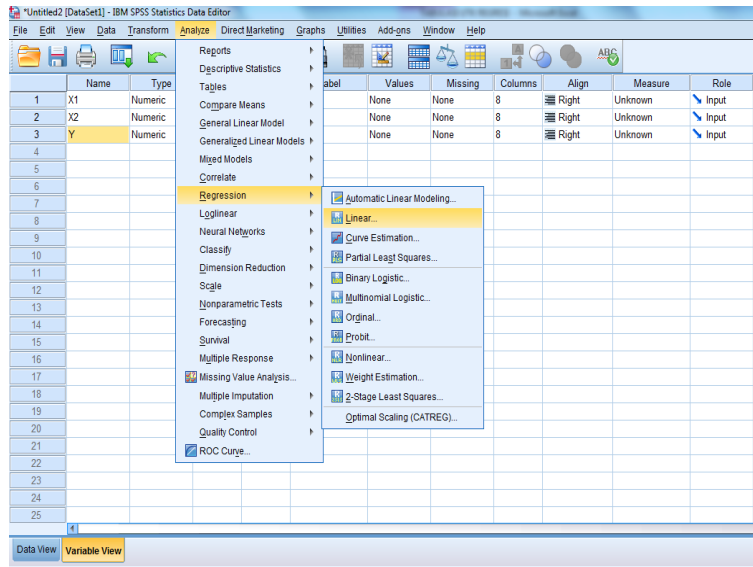 *Untitled2 [DataSet1] - IBM SPSS Statistics Data Editor
File Edit View Data Transform Analyze Direct Marketing Graphs Utilities Add-ons Window Help
Name Type abel Values Missing Columns Align Measure Role
1 X1 Numeric None None 8 Right Unknown Input
2 X2 Numeric None None 8 Right Unknown Input
3 Y Numeric None None 8 Right Unknown Input
4
5
6
7
8
9
10
11
12
13
14
15
16
17
18
19
20
21
22
23
24
25
Reports
Descriptive Statistics
Tables
Compare Means
General Linear Model
Generalized Linear Models
Mixed Models
Correlate
Regression
Loglinear
Neural Networks
Classify
Dimension Reduction
Scale
Nonparametric Tests
Forecasting
Survival
Multiple Response
Missing Value Analysis...
Multiple Imputation
Complex Samples
Quality Control
ROC Curve...
Automatic Linear Modeling...
Linear...
Curve Estimation...
Partial Least Squares...
Binary Logistic...
Multinomial Logistic...
Ordinal...
Probit...
Nonlinear...
Weight Estimation...
2-Stage Least Squares...
Optimal Scaling (CATREG)...
Data View Variable View